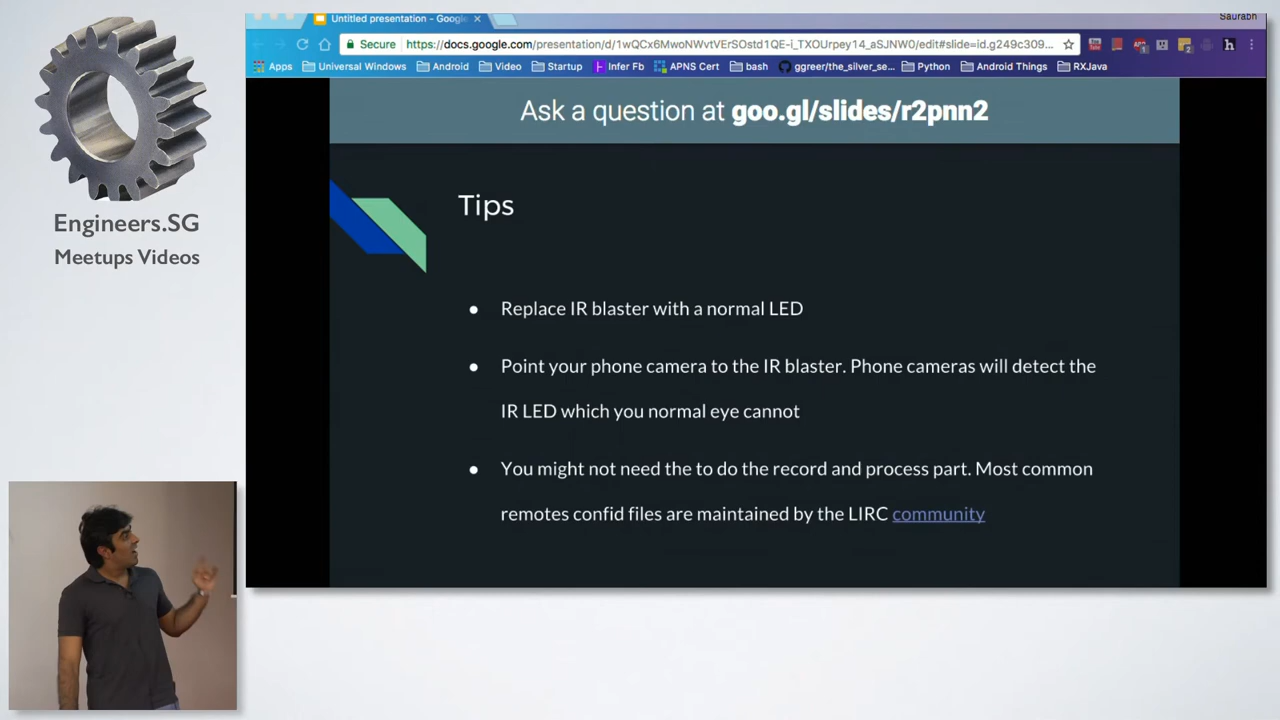 Saurabh
Untitled presentation - Google
Secure
https://docs.google.com/presentation/d/1wQCx6MwoNWvtVErSOstd1QE-i_TXOUrpey14_aSJNW0/edit#slide=id.g249c309...
Apps Universal Windows Android Video Startup Infer Fb APNS Cert bash ggreer/the_silver_se... Python Android Things RXJava
Ask a question at goo.gl/slides/r2pnn2
Engineers.SG
Meetups Videos
Tips
● Replace IR blaster with a normal LED
● Point your phone camera to the IR blaster. Phone cameras will detect the
IR LED which you normal eye cannot
● You might not need the to do the record and process part. Most common
remotes confid files are maintained by the LIRC community